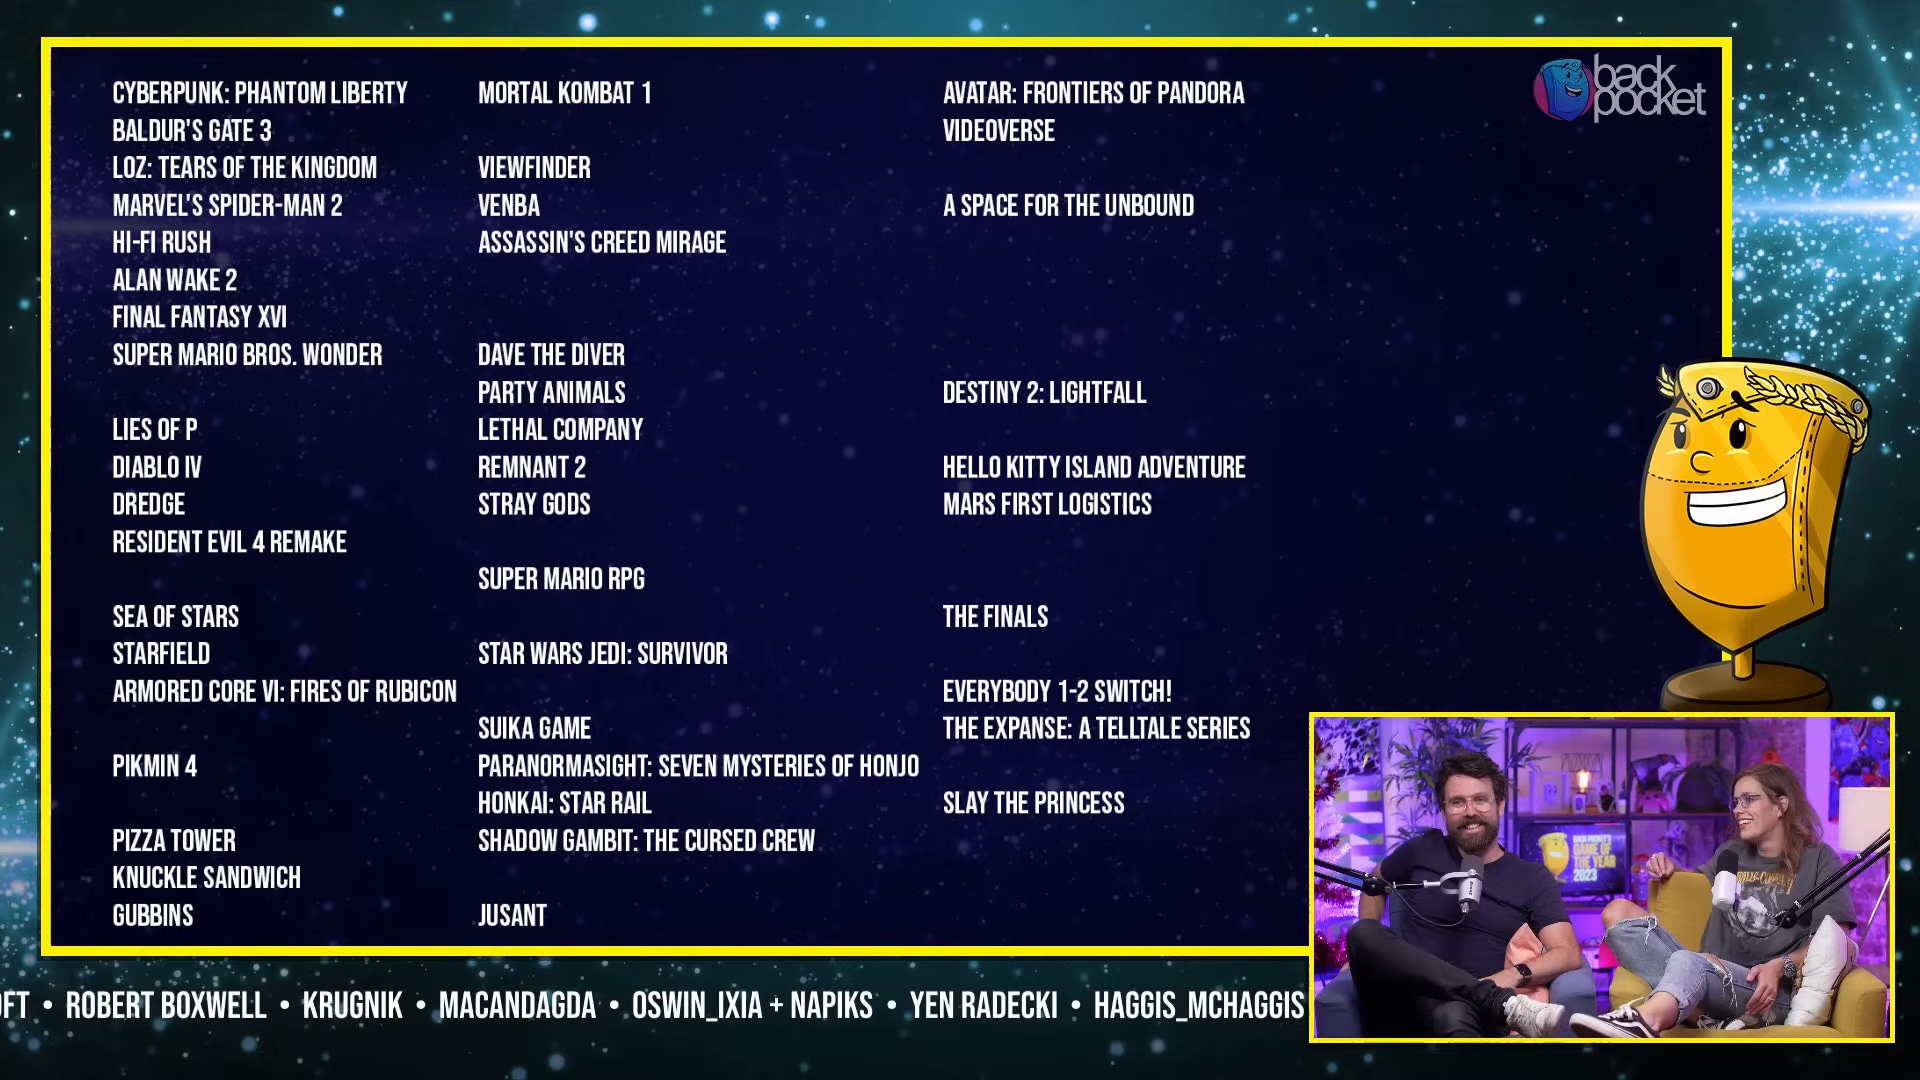 back
pocket
CYBERPUNK: PHANTOM LIBERTY
BALDUR'S GATE 3
LOZ: TEARS OF THE KINGDOM
MARVEL'S SPIDER-MAN 2
HI-FI RUSH
ALAN WAKE 2
FINAL FANTASY XVI
SUPER MARIO BROS. WONDER
LIES OF P
DIABLO IV
DREDGE
RESIDENT EVIL 4 REMAKE
SEA OF STARS
STARFIELD
ARMORED CORE VI: FIRES OF RUBICON
PIKMIN 4
PIZZA TOWER
KNUCKLE SANDWICH
GUBBINS
MORTAL KOMBAT 1
VIEWFINDER
VENBA
ASSASSIN'S CREED MIRAGE
DAVE THE DIVER
PARTY ANIMALS
LETHAL COMPANY
REMNANT 2
STRAY GODS
SUPER MARIO RPG
STAR WARS JEDI: SURVIVOR
SUIKA GAME
PARANORMASIGHT: SEVEN MYSTERIES OF HONJO
HONKAI: STAR RAIL
SHADOW GAMBIT: THE CURSED CREW
JUSANT
AVATAR: FRONTIERS OF PANDORA
VIDEOVERSE
A SPACE FOR THE UNBOUND
DESTINY 2: LIGHTFALL
HELLO KITTY ISLAND ADVENTURE
MARS FIRST LOGISTICS
THE FINALS
EVERYBODY 1-2 SWITCH!
THE EXPANSE: A TELLTALE SERIES
SLAY THE PRINCESS
BACK POCKET'S
GAME OF
THE YEAR
2023
• ROBERT BOXWELL • KRUGNIK • MACANDAGDA • OSWIN_IXIA + NAPIKS • YEN RADECKI • HAGGIS_MCHAGGIS